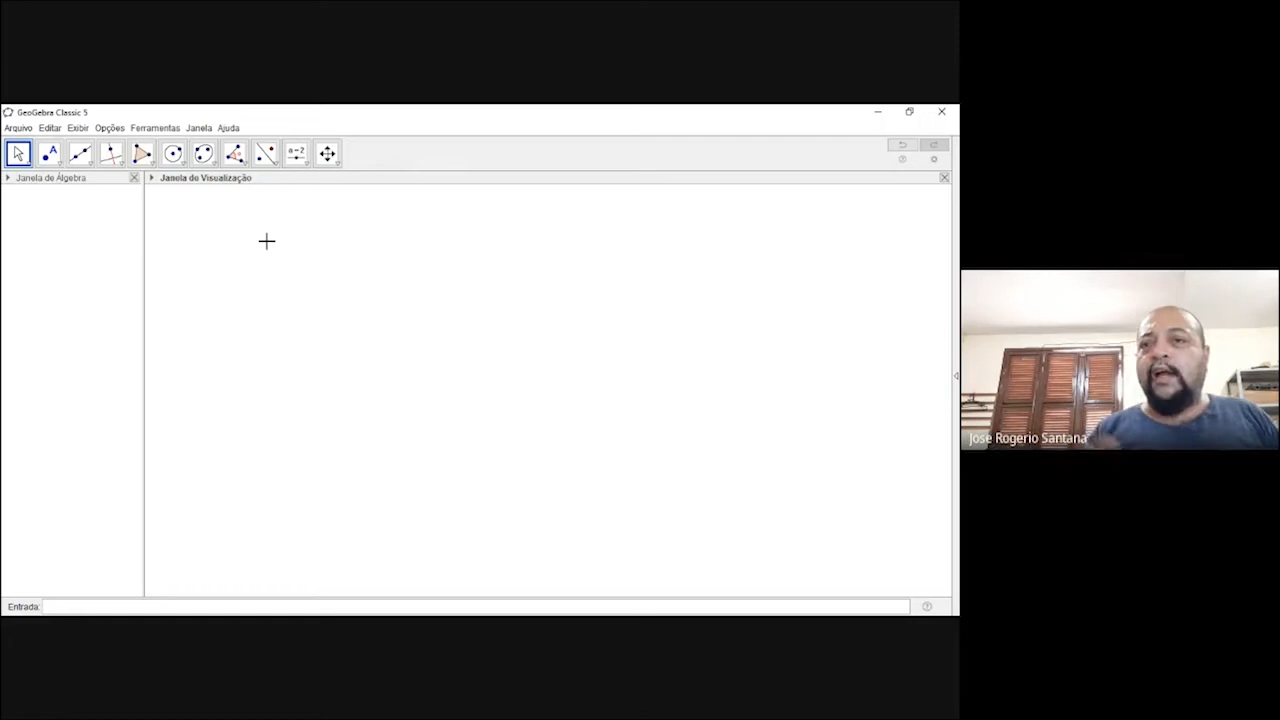 GeoGebra Classic 5
Arquivo Editar Exibir Opções Ferramentas Janela Ajuda
A
a=2
Janela de Álgebra
Janela de Visualização
Jose Rogerio Santana
Entrada: